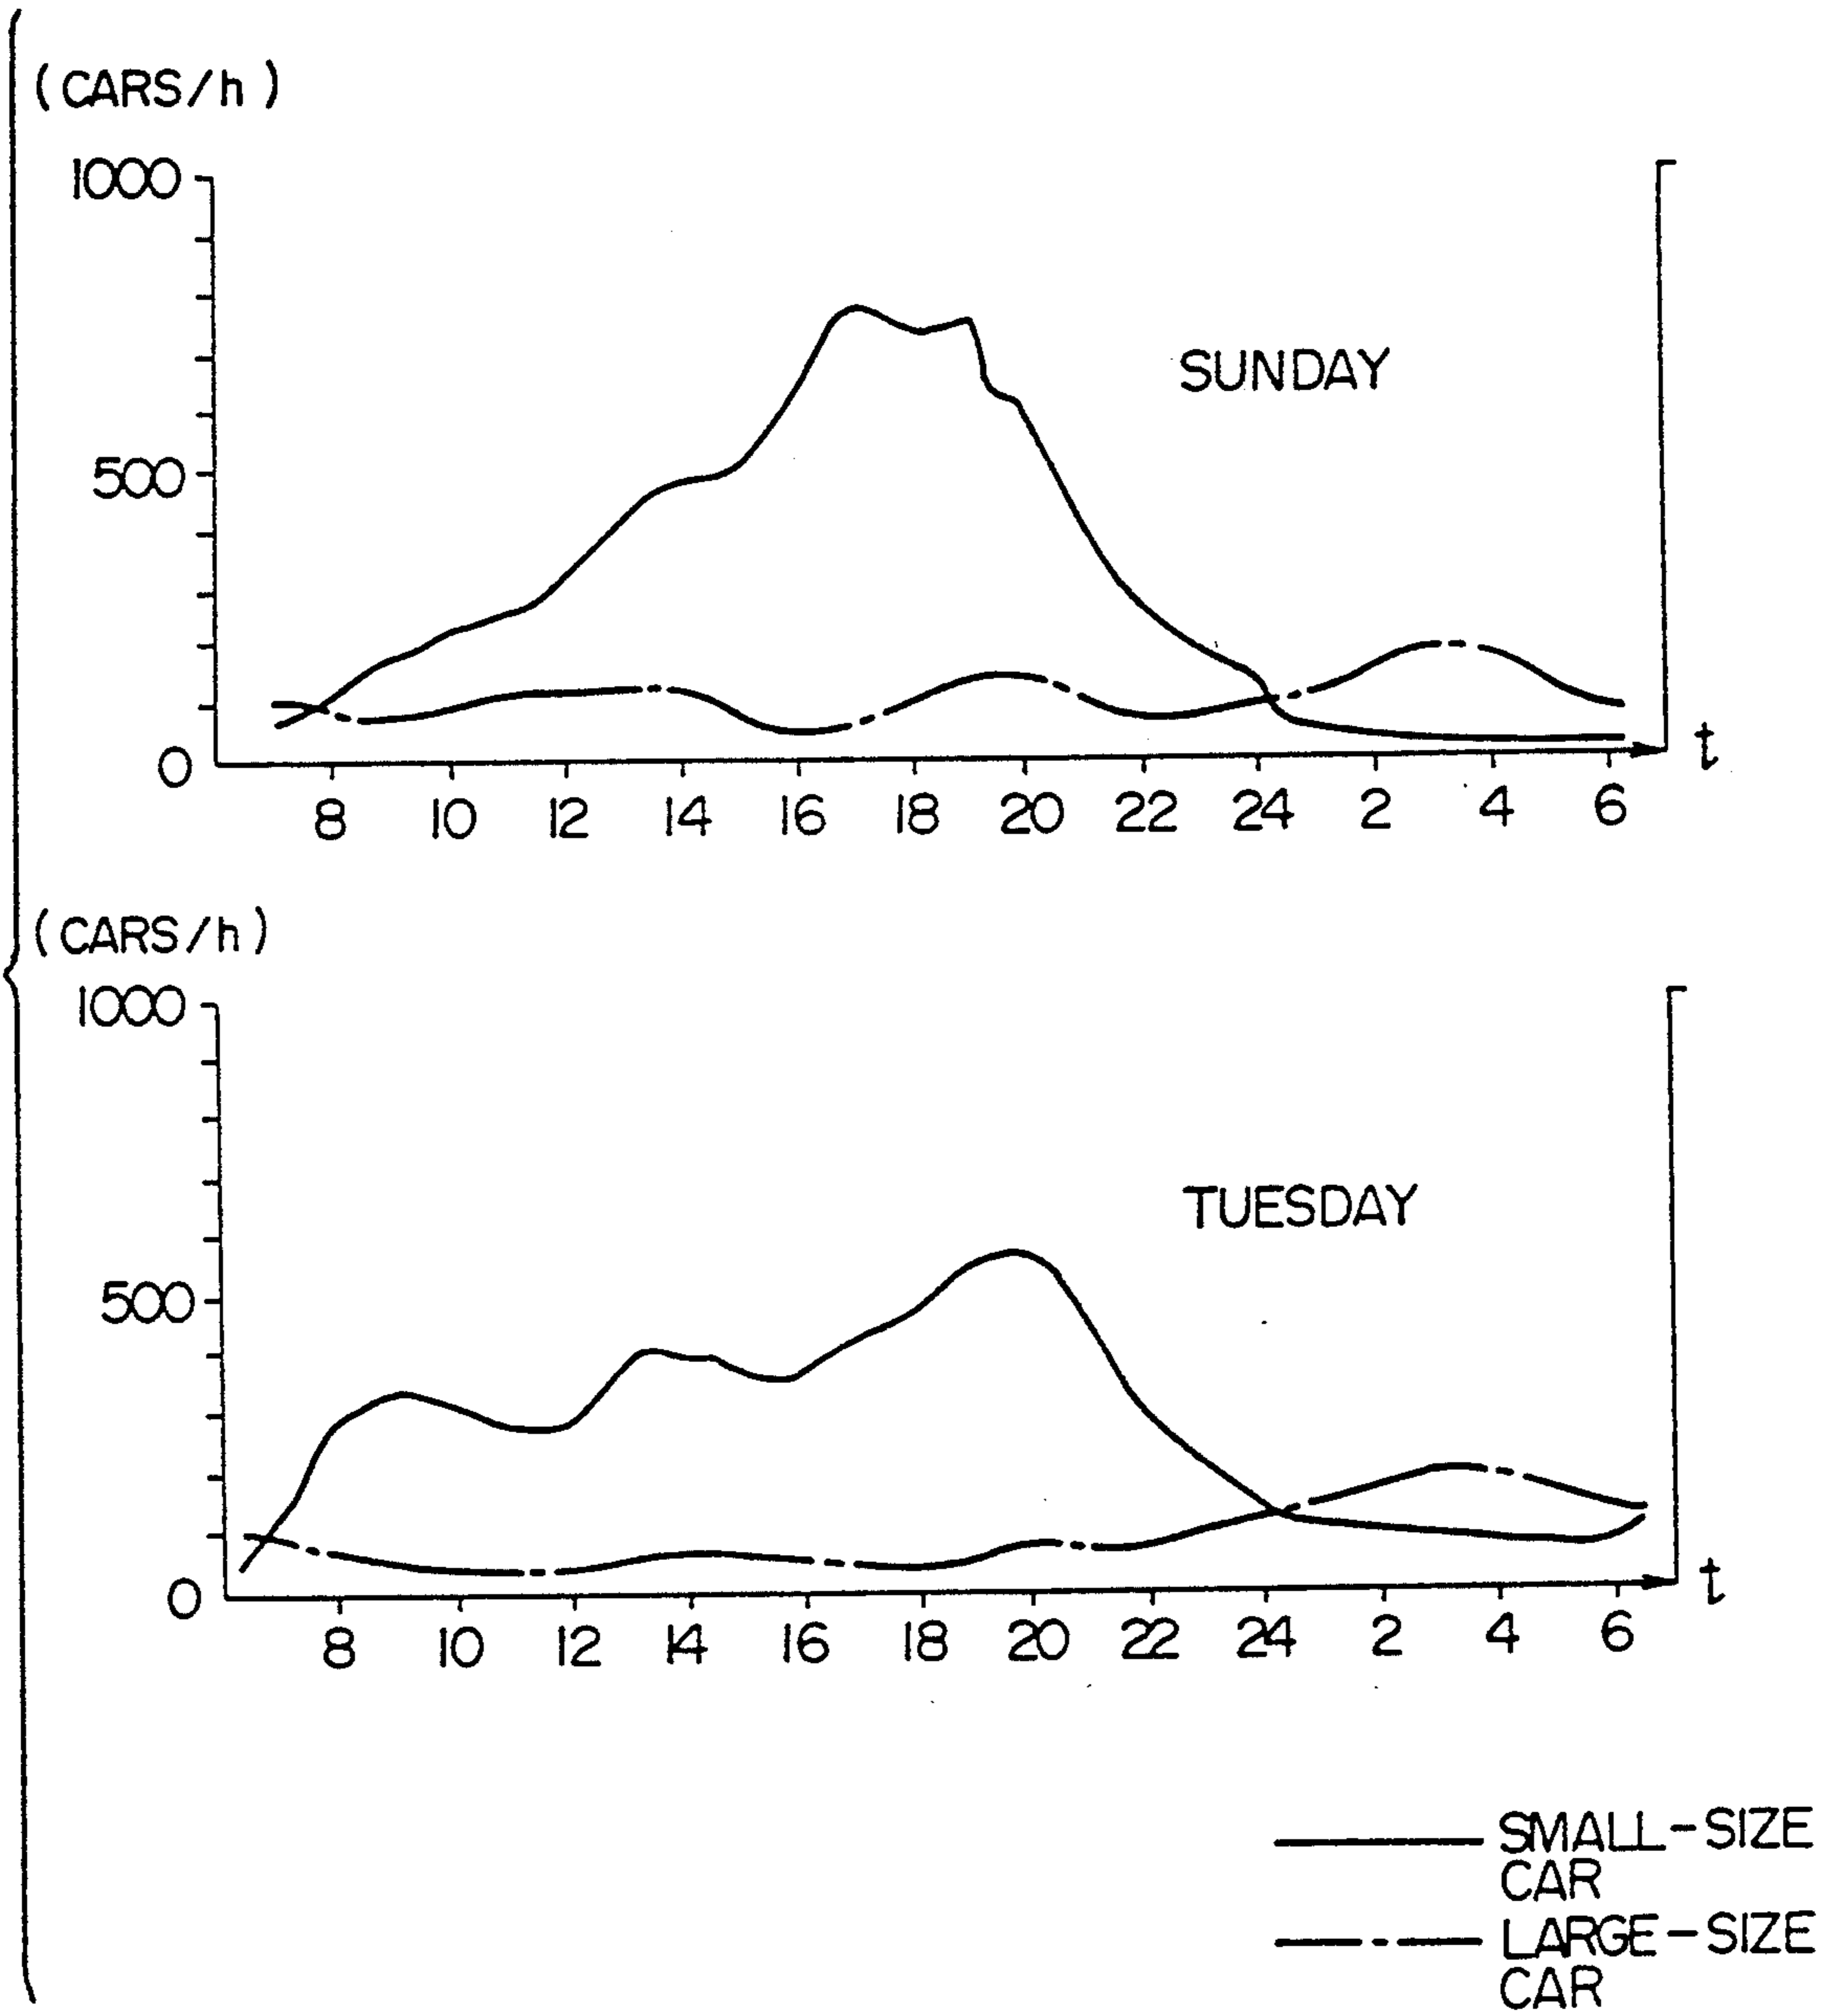 (CARS/h)
1000
500
0
SUNDAY
t
8 10 12 14 16 18 20 22 24 2 4 6
(CARS/h)
1000
500
0
TUESDAY
t
8 10 12 14 16 18 20 22 24 2 4 6
SMALL-SIZE
CAR
LARGE-SIZE
CAR